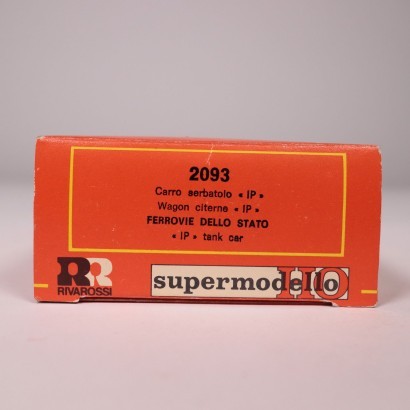 2093
Carro serbatoio « IP »
Wagon citerne « IP »
FERROVIE DELLO STATO
« IP » tank car
RR
RIVAROSSI
supermodello HO